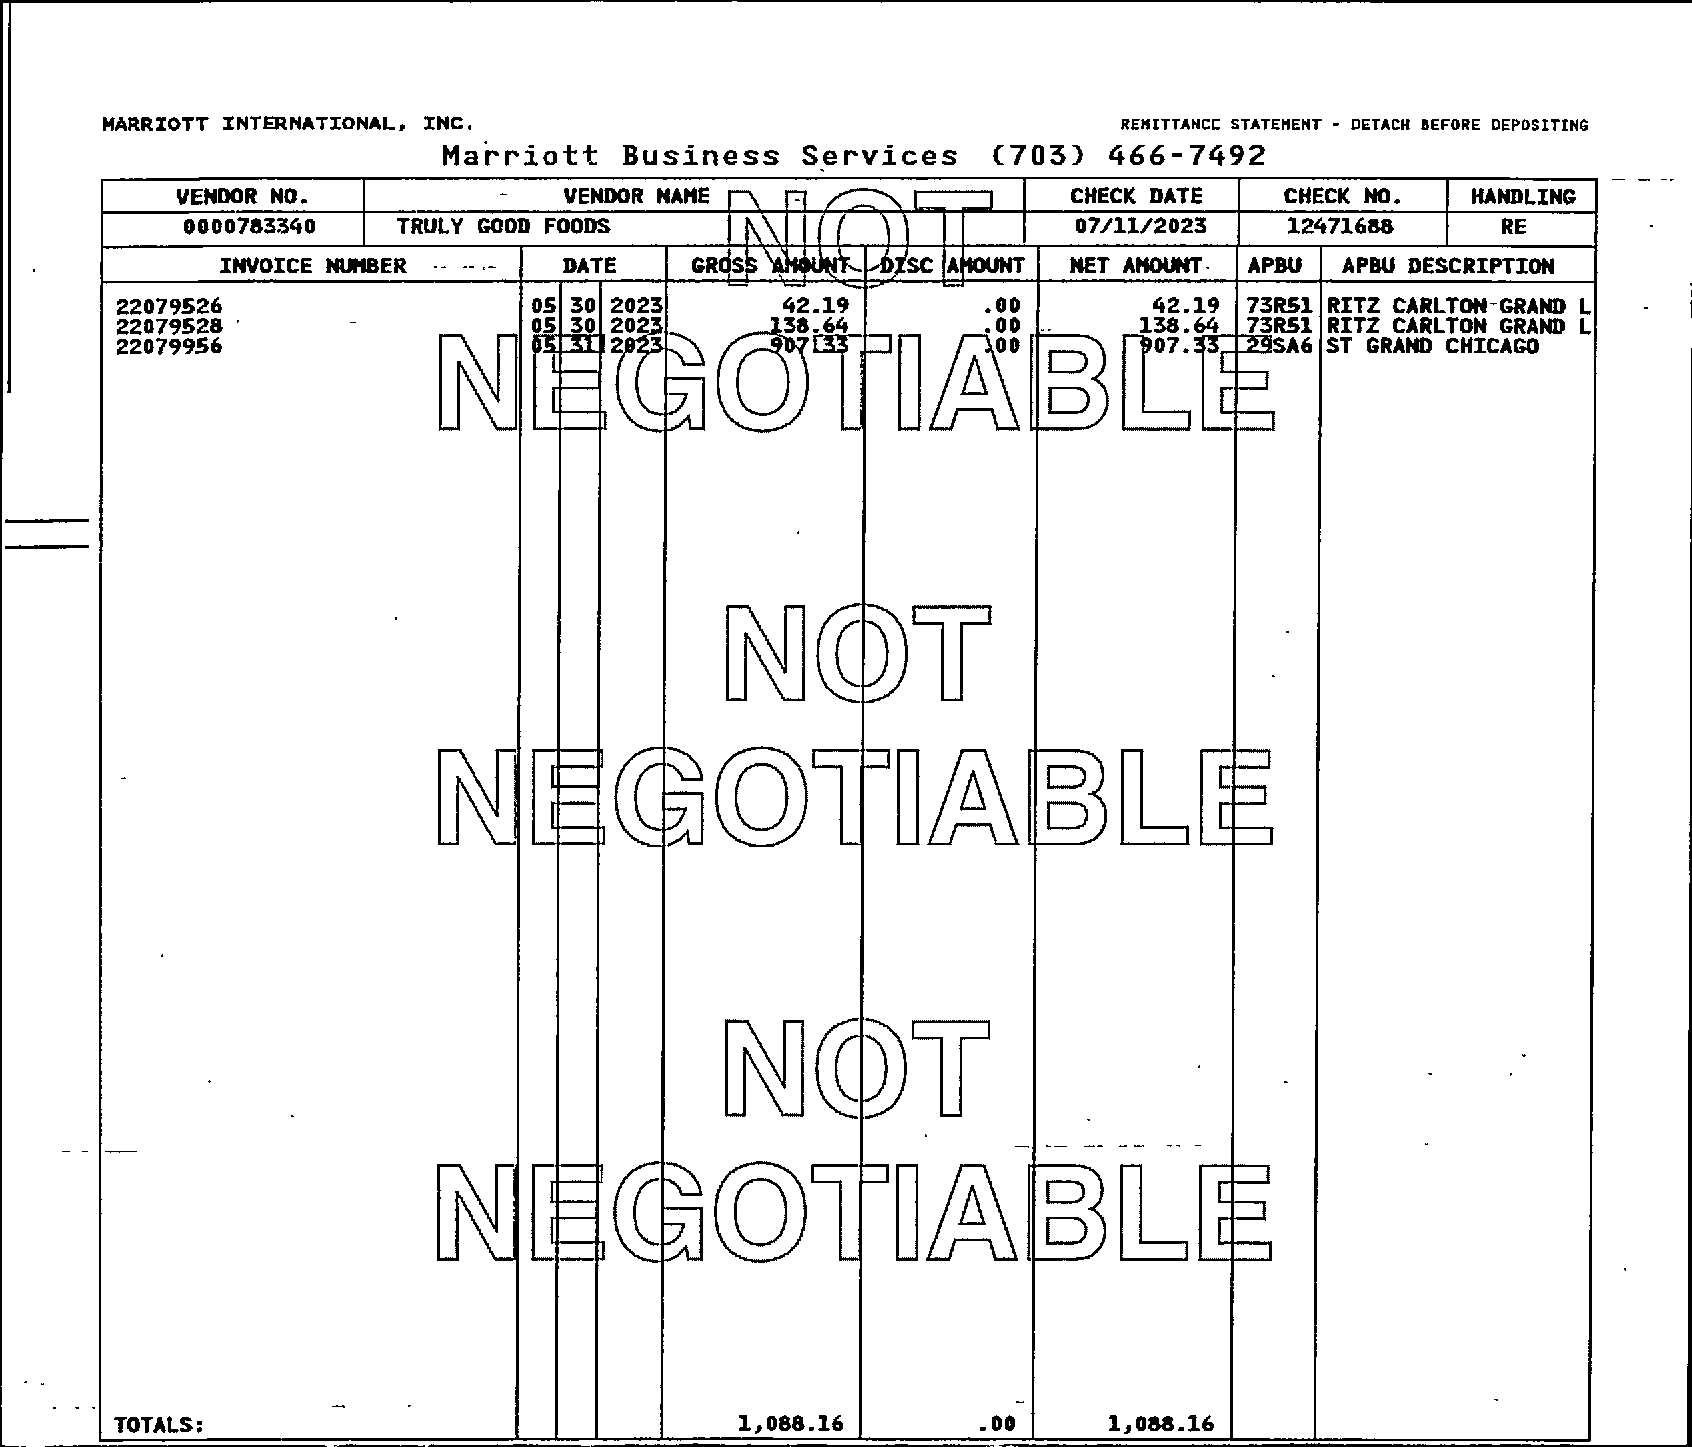 MARRIOTT INTERNATIONAL, INC. REMITTANCE STATEMENT - DETACH BEFORE DEPOSITING
Marriott Business Services (703) 466-7492
VENDOR NO. VENDOR NAME CHECK DATE CHECK NO. HANDLING
0000783340 TRULY GOOD FOODS 07/11/2023 12471688 RE
NOT
INVOICE NUMBER DATE GROSS AMOUNT DISC AMOUNT NET AMOUNT APBU APBU DESCRIPTION
22079526 05 30 2023 42.19 .00 42.19 73R51 RITZ CARLTON GRAND L
22079528 05 30 2023 138.64 .00 138.64 73R51 RITZ CARLTON GRAND L
22079956 05 31 2023 907.33 .00 907.33 29SA6 ST GRAND CHICAGO
NEGOTIABLE
NOT
NEGOTIABLE
NOT
NEGOTIABLE
TOTALS: 1,088.16 .00 1,088.16